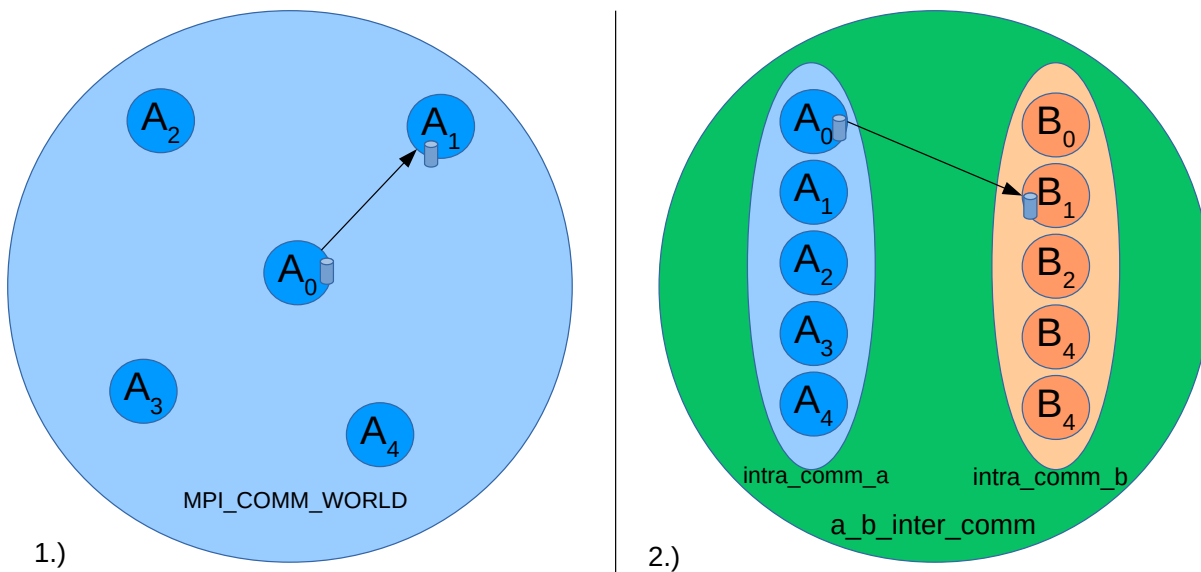 A2
A1
A0
A3
A4
MPI_COMM_WORLD
1.)
A0
A1
A2
A3
A4
intra_comm_a
B0
B1
B2
B4
B4
intra_comm_b
a_b_inter_comm
2.)